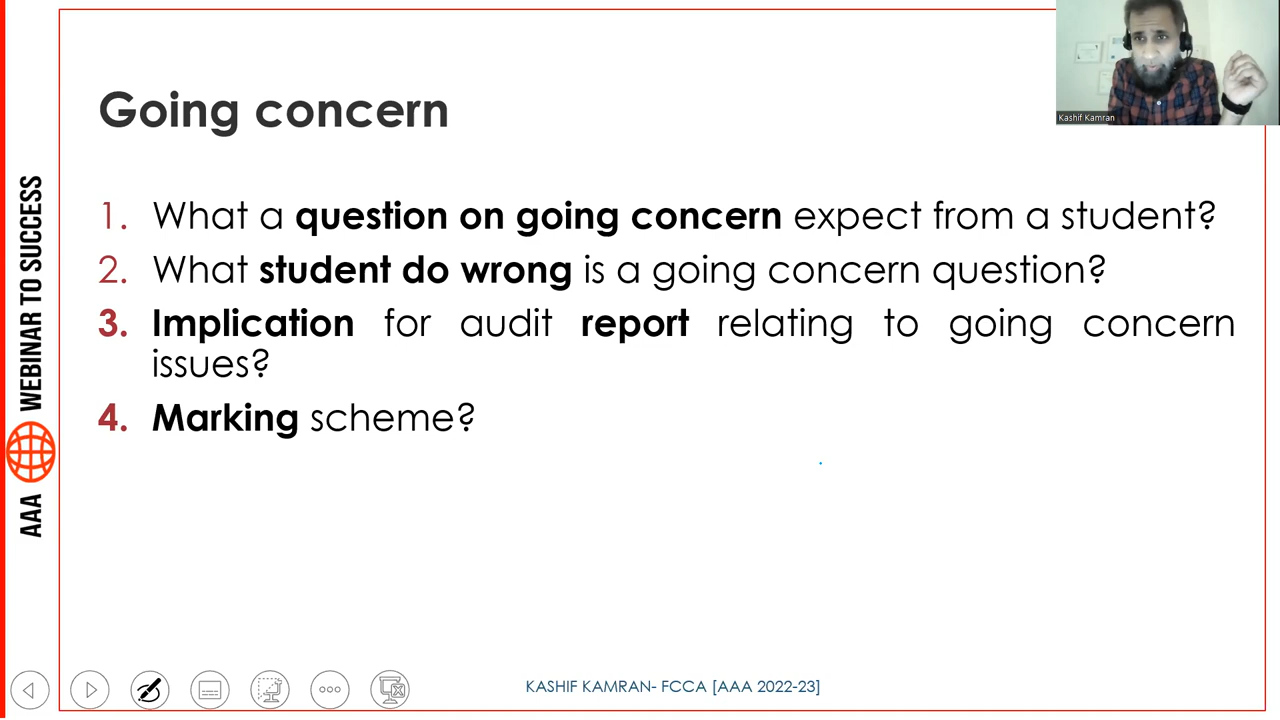 Going concern
1. What a question on going concern expect from a student?
2. What student do wrong is a going concern question?
3. Implication for audit report relating to going concern
issues?
4. Marking scheme?
AAA WEBINAR TO SUCCESS
Kashif Kamran
KASHIF KAMRAN- FCCA [AAA 2022-23]